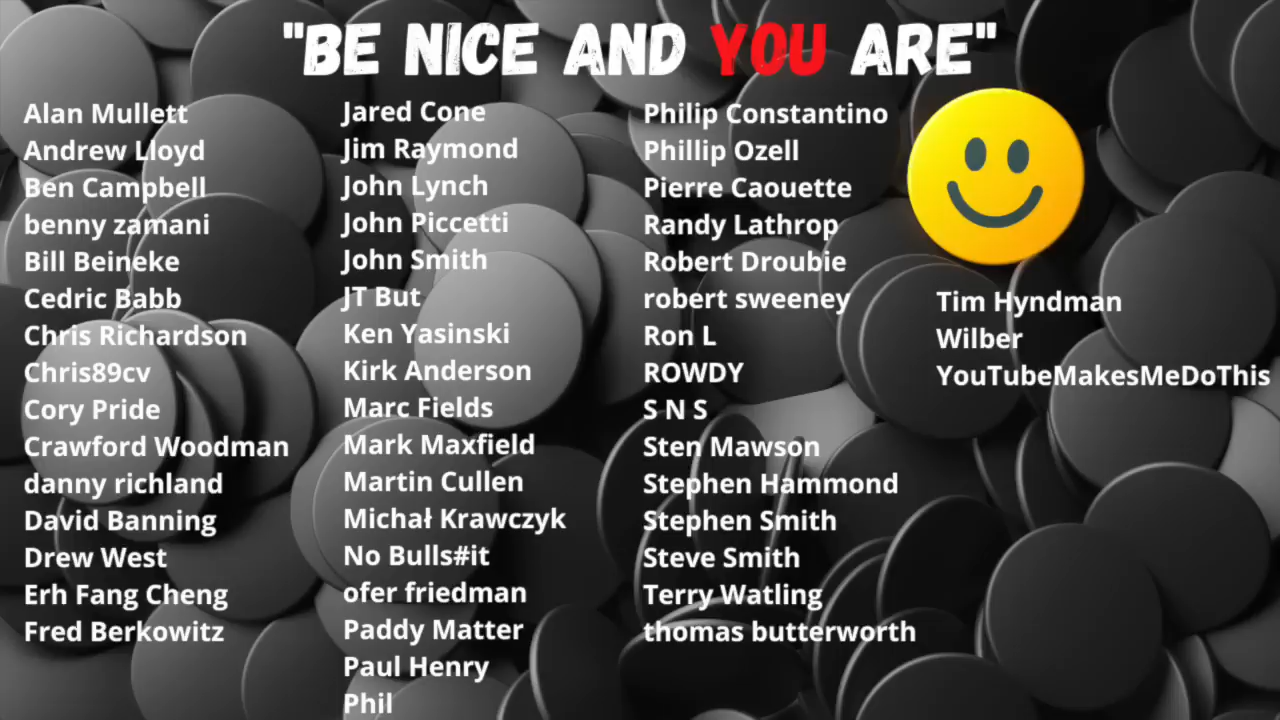 "BE NICE AND YOU ARE"
Alan Mullett
Andrew Lloyd
Ben Campbell
benny zamani
Bill Beineke
Cedric Babb
Chris Richardson
Chris89cv
Cory Pride
Crawford Woodman
danny richland
David Banning
Drew West
Erh Fang Cheng
Fred Berkowitz
Jared Cone
Jim Raymond
John Lynch
John Piccetti
John Smith
JT But
Ken Yasinski
Kirk Anderson
Marc Fields
Mark Maxfield
Martin Cullen
Michał Krawczyk
No Bulls#it
ofer friedman
Paddy Matter
Paul Henry
Phil
Philip Constantino
Phillip Ozell
Pierre Caouette
Randy Lathrop
Robert Droubie
robert sweeney
Ron L
ROWDY
S N S
Sten Mawson
Stephen Hammond
Stephen Smith
Steve Smith
Terry Watling
thomas butterworth
Tim Hyndman
Wilber
YouTubeMakesMeDoThis